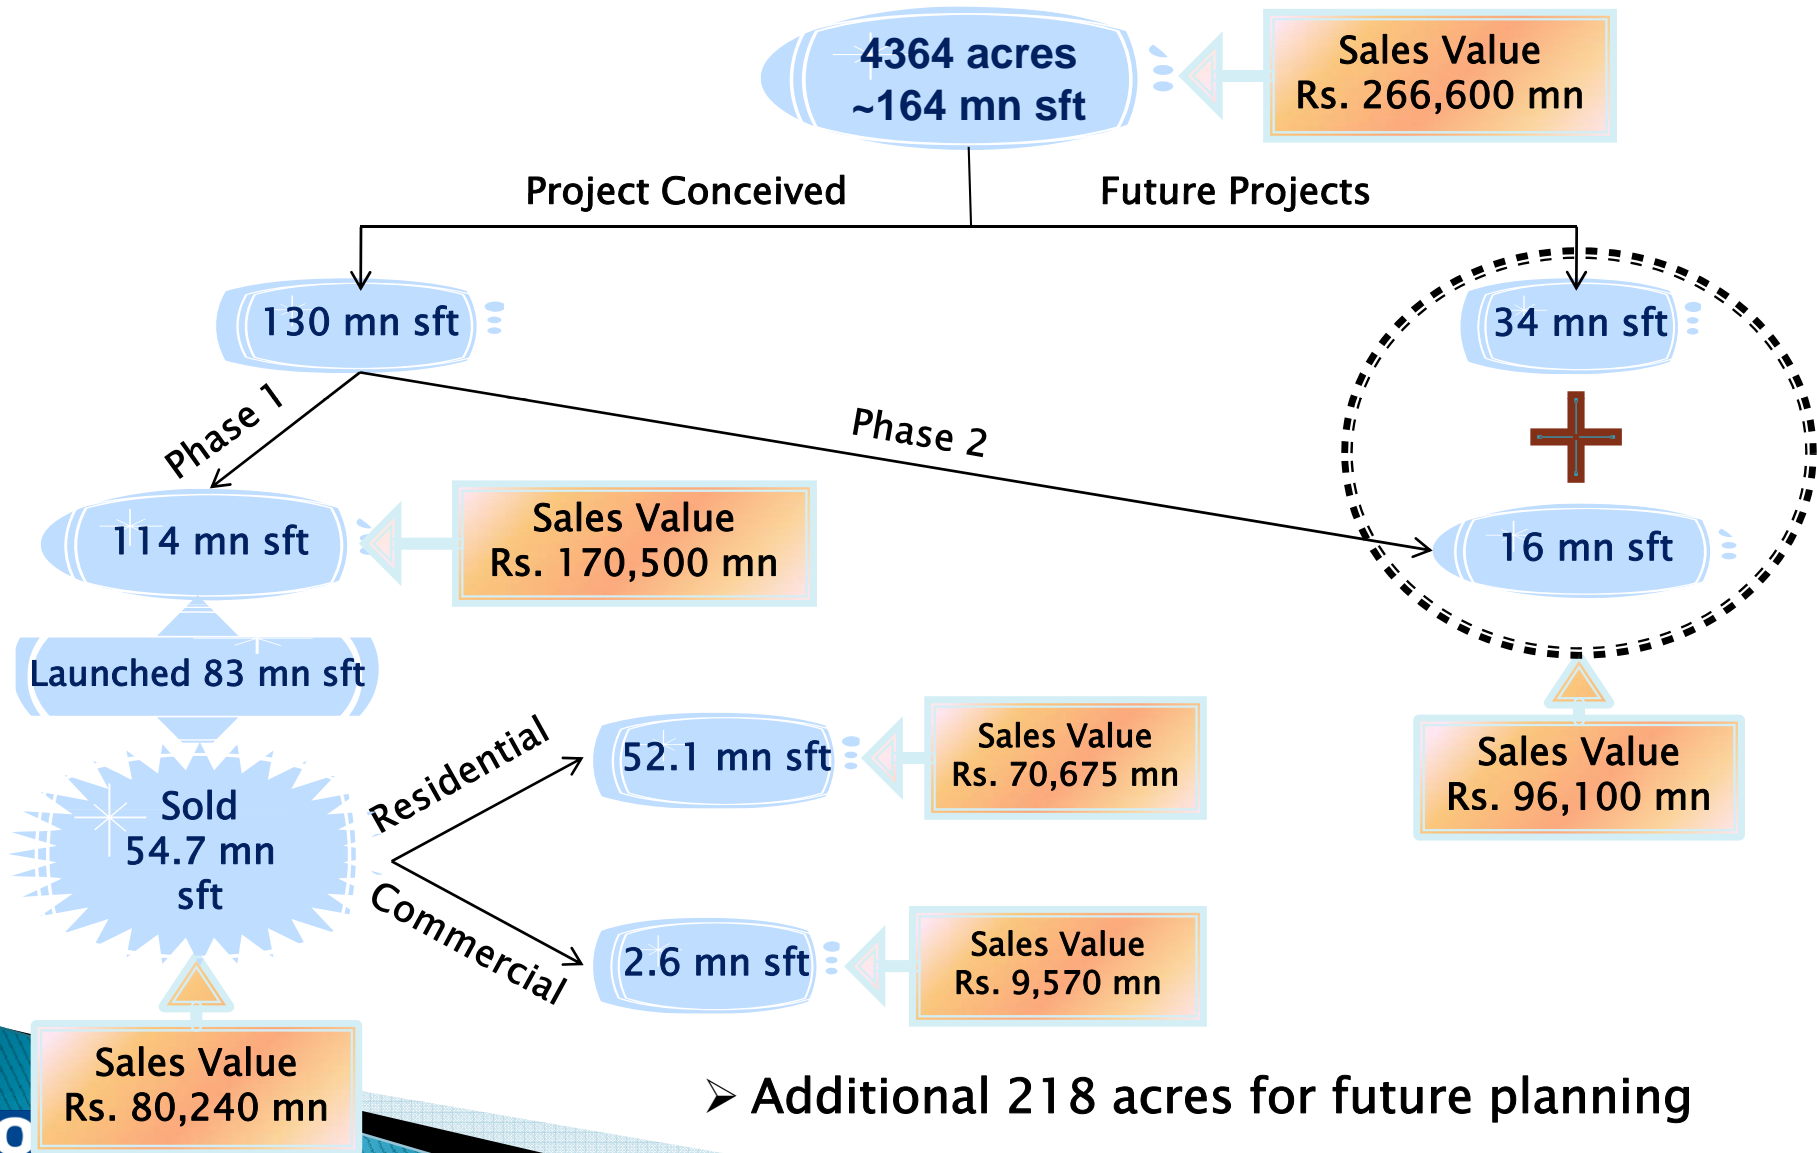 4364 acres
~164 mn sft
Sales Value
Rs. 266,600 mn
Project Conceived
Future Projects
130 mn sft
34 mn sft
Phase 1
Phase 2
114 mn sft
Sales Value
Rs. 170,500 mn
16 mn sft
Launched 83 mn sft
Sold
54.7 mn
sft
Residential
52.1 mn sft
Sales Value
Rs. 70,675 mn
Sales Value
Rs. 96,100 mn
Commercial
2.6 mn sft
Sales Value
Rs. 9,570 mn
Sales Value
Rs. 80,240 mn
➢ Additional 218 acres for future planning